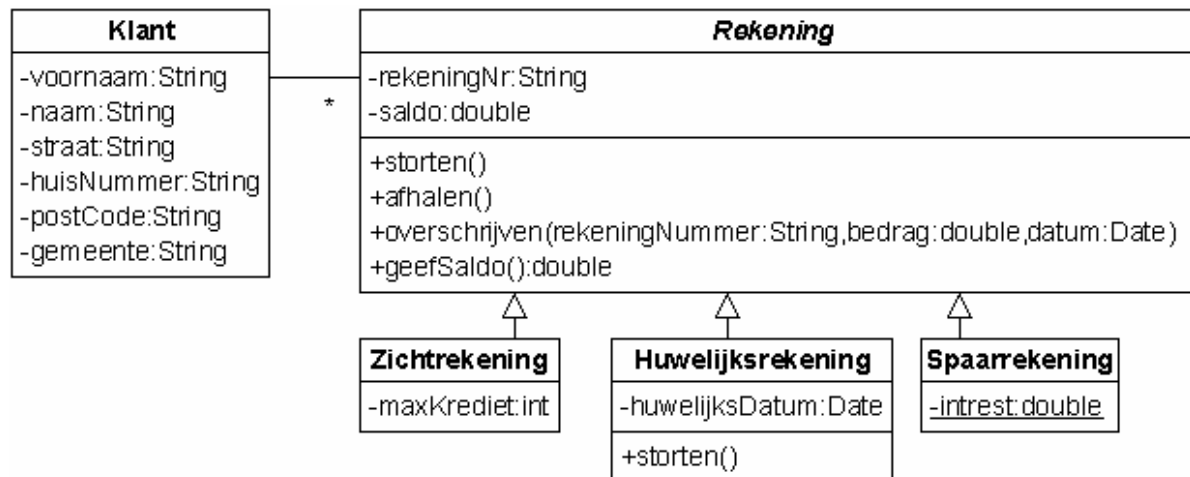 Klant
-voornaam:String
-naam:String
-straat:String
-huisNummer:String
-postCode:String
-gemeente:String
*
Rekening
-rekeningNr:String
-saldo:double
+storten()
+afhalen()
+overschrijven(rekeningNummer:String,bedrag:double,datum:Date)
+geefSaldo():double
Zichtrekening
-maxKrediet:int
Huwelijksrekening
-huwelijksDatum:Date
+storten()
Spaarrekening
-intrest:double